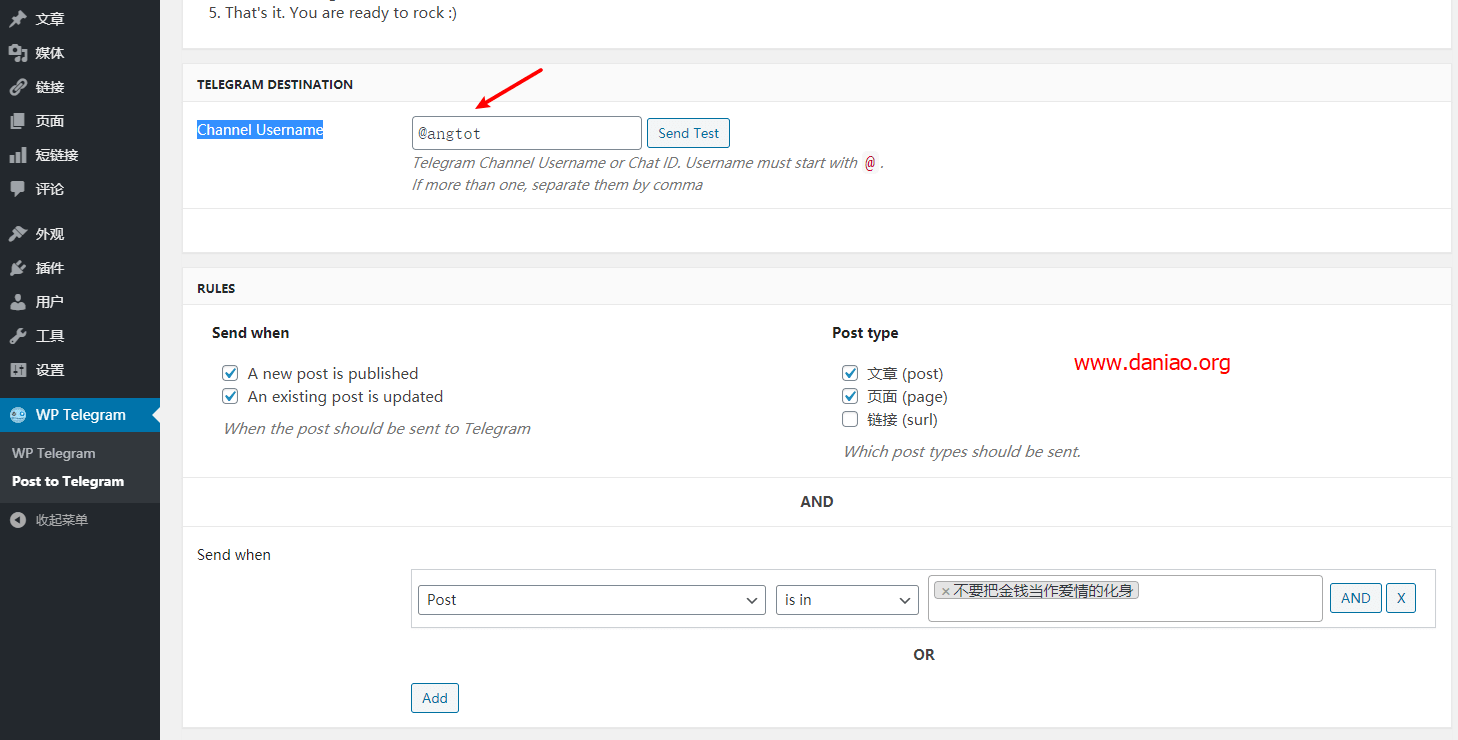 文章
媒体
链接
页面
短链接
评论
外观
插件
用户
工具
设置
WP Telegram
WP Telegram
Post to Telegram
收起菜单
5. That's it. You are ready to rock :)
TELEGRAM DESTINATION
Channel Username
@angtot
Send Test
Telegram Channel Username or Chat ID. Username must start with @ .
If more than one, separate them by comma
RULES
Send when
A new post is published
An existing post is updated
When the post should be sent to Telegram
Post type
文章 (post)
页面 (page)
链接 (surl)
Which post types should be sent.
www.daniao.org
AND
Send when
Post
is in
×不要把金钱当作爱情的化身
AND
X
OR
Add